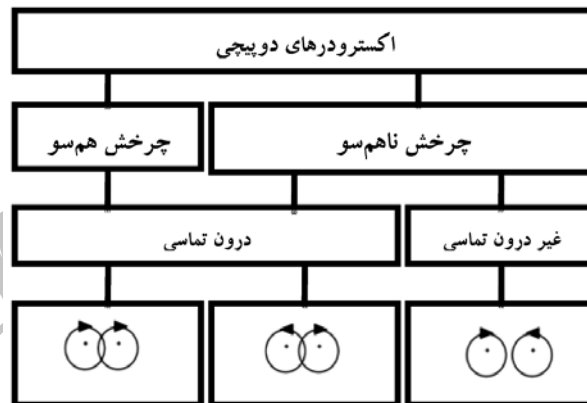 اکسترودرهای دوپیچی
چرخش ناهم‌سو
چرخش هم‌سو
غیر درون تماسی
درون تماسی